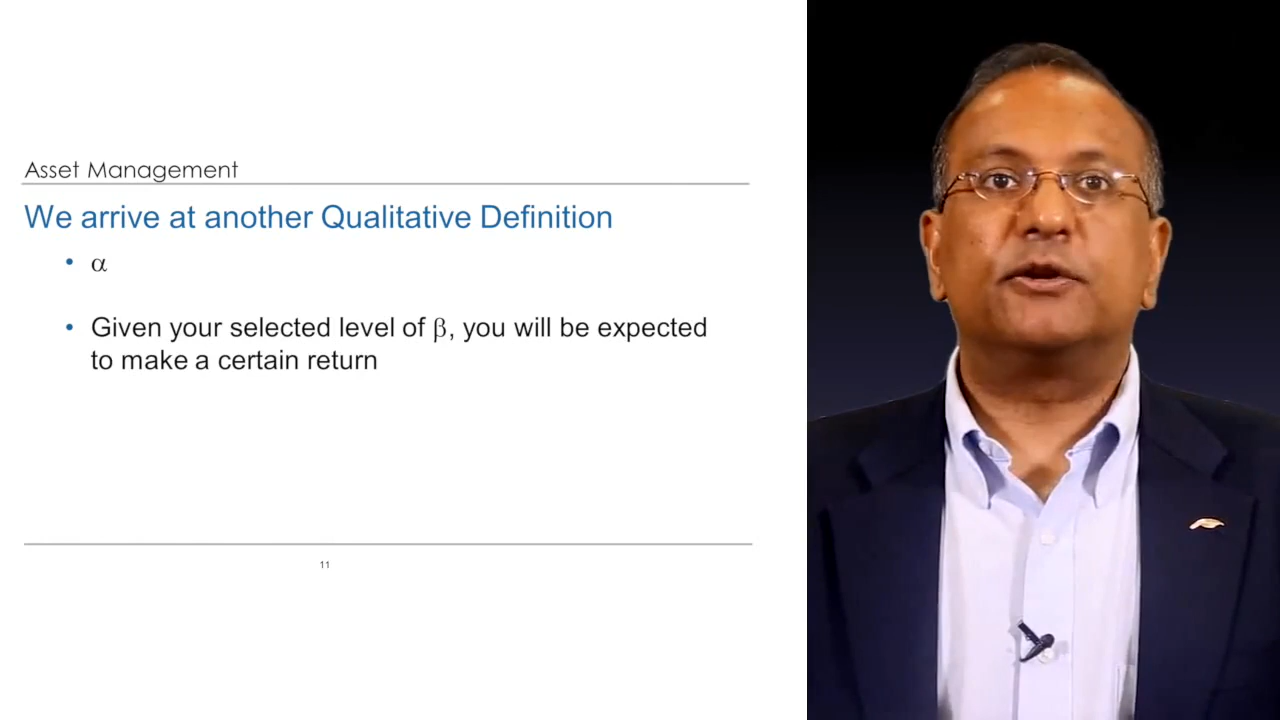 Asset Management
We arrive at another Qualitative Definition
• α
• Given your selected level of β, you will be expected
to make a certain return
11